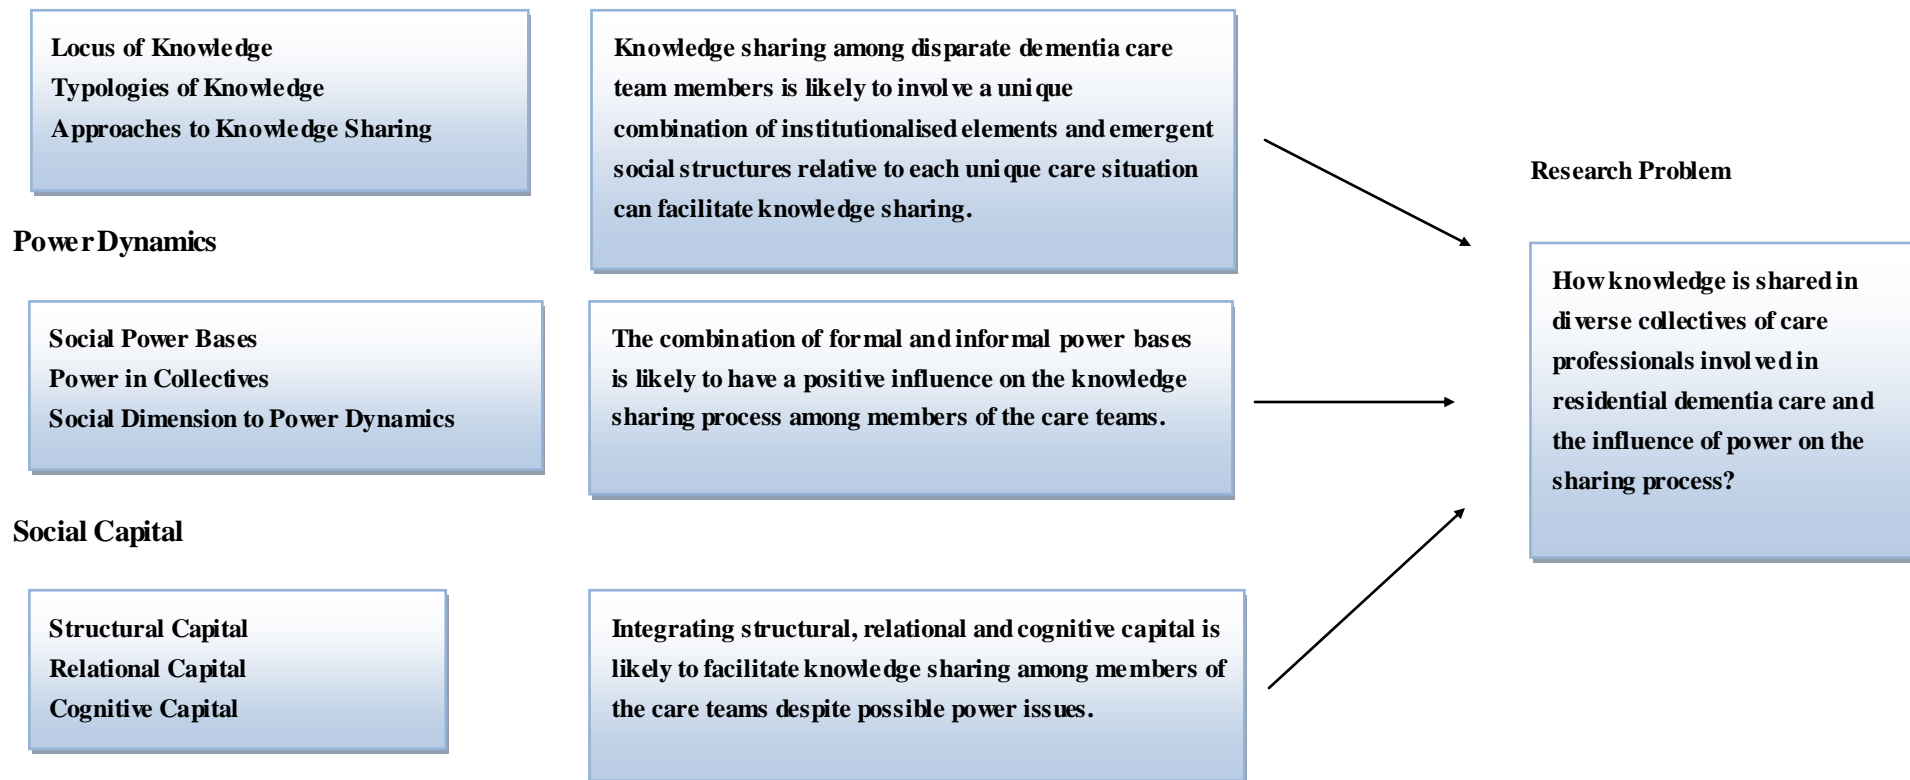 Locus of Knowledge
Typologies of Knowledge
Approaches to Knowledge Sharing
Knowledge sharing among disparate dementia care
team members is likely to involve a unique
combination of institutionalised elements and emergent
social structures relative to each unique care situation
can facilitate knowledge sharing.
Power Dynamics
Social Power Bases
Power in Collectives
Social Dimension to Power Dynamics
The combination of formal and informal power bases
is likely to have a positive influence on the knowledge
sharing process among members of the care teams.
Social Capital
Structural Capital
Relational Capital
Cognitive Capital
Integrating structural, relational and cognitive capital is
likely to facilitate knowledge sharing among members of
the care teams despite possible power issues.
Research Problem
How knowledge is shared in
diverse collectives of care
professionals involved in
residential dementia care and
the influence of power on the
sharing process?